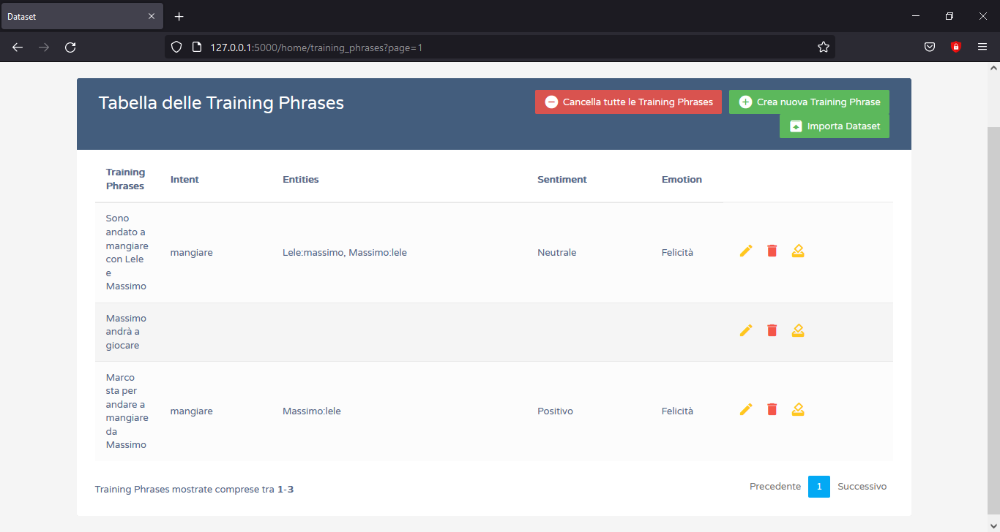 Dataset
127.0.0.1:5000/home/training_phrases?page=1
Tabella delle Training Phrases
Cancella tutte le Training Phrases
Crea nuova Training Phrase
Importa Dataset
Training
Phrases
Intent
Entities
Sentiment
Emotion
Sono
andato a
mangiare
con Lele
e
Massimo
mangiare
Lele:massimo, Massimo:lele
Neutrale
Felicità
Massimo
andrà a
giocare
Marco
sta per
andare a
mangiare
da
Massimo
mangiare
Massimo:lele
Positivo
Felicità
Training Phrases mostrate comprese tra 1-3
Precedente 1 Successivo